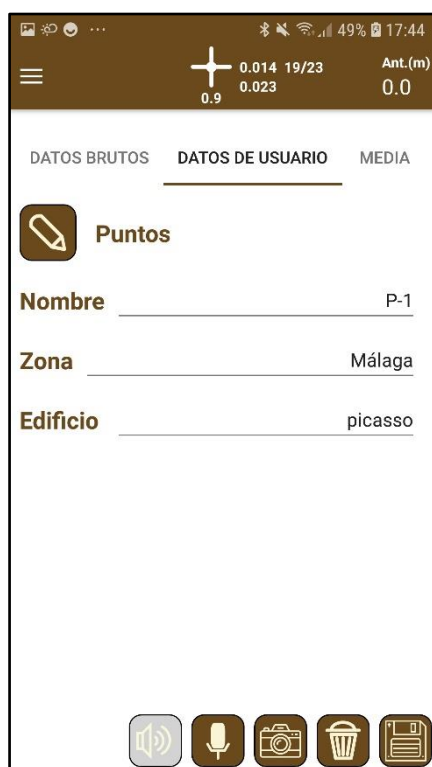 49% 17:44
0.014 19/23 Ant.(m)
0.9 0.023 0.0
DATOS BRUTOS DATOS DE USUARIO MEDIA
Puntos
Nombre P-1
Zona Málaga
Edificio picasso